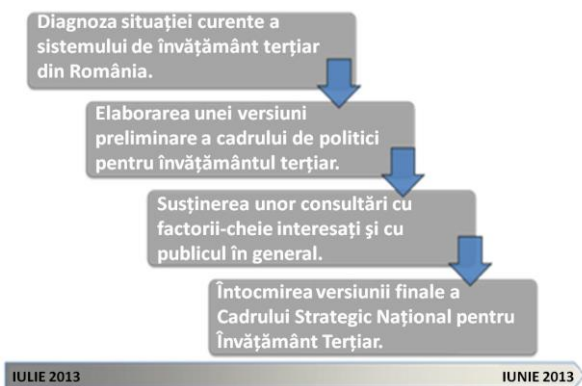 Diagnoza situației curente a
sistemului de învățământ terțiar
din România.
Elaborarea unei versiuni
preliminare a cadrului de politici
pentru învățământul terțiar.
Susținerea unor consultări cu
factorii-cheie interesați şi cu
publicul în general.
Întocmirea versiunii finale a
Cadrului Strategic Național pentru
Învățământ Terțiar.
IULIE 2013 IUNIE 2013